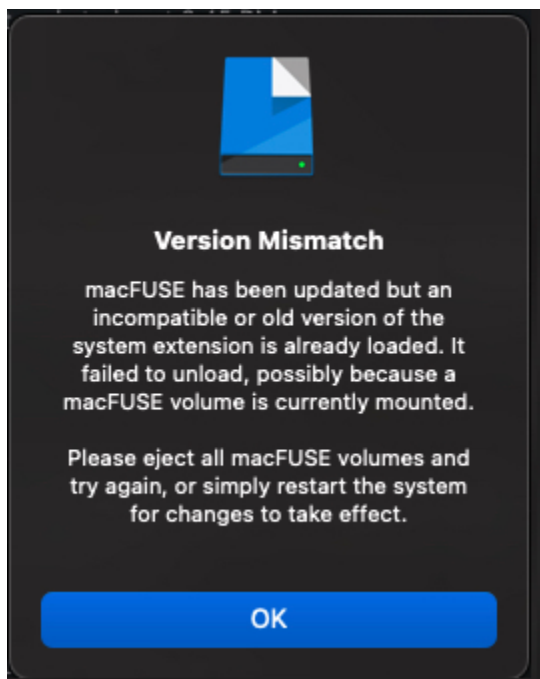 Version Mismatch
macFUSE has been updated but an
incompatible or old version of the
system extension is already loaded. It
failed to unload, possibly because a
macFUSE volume is currently mounted.
Please eject all macFUSE volumes and
try again, or simply restart the system
for changes to take effect.
OK